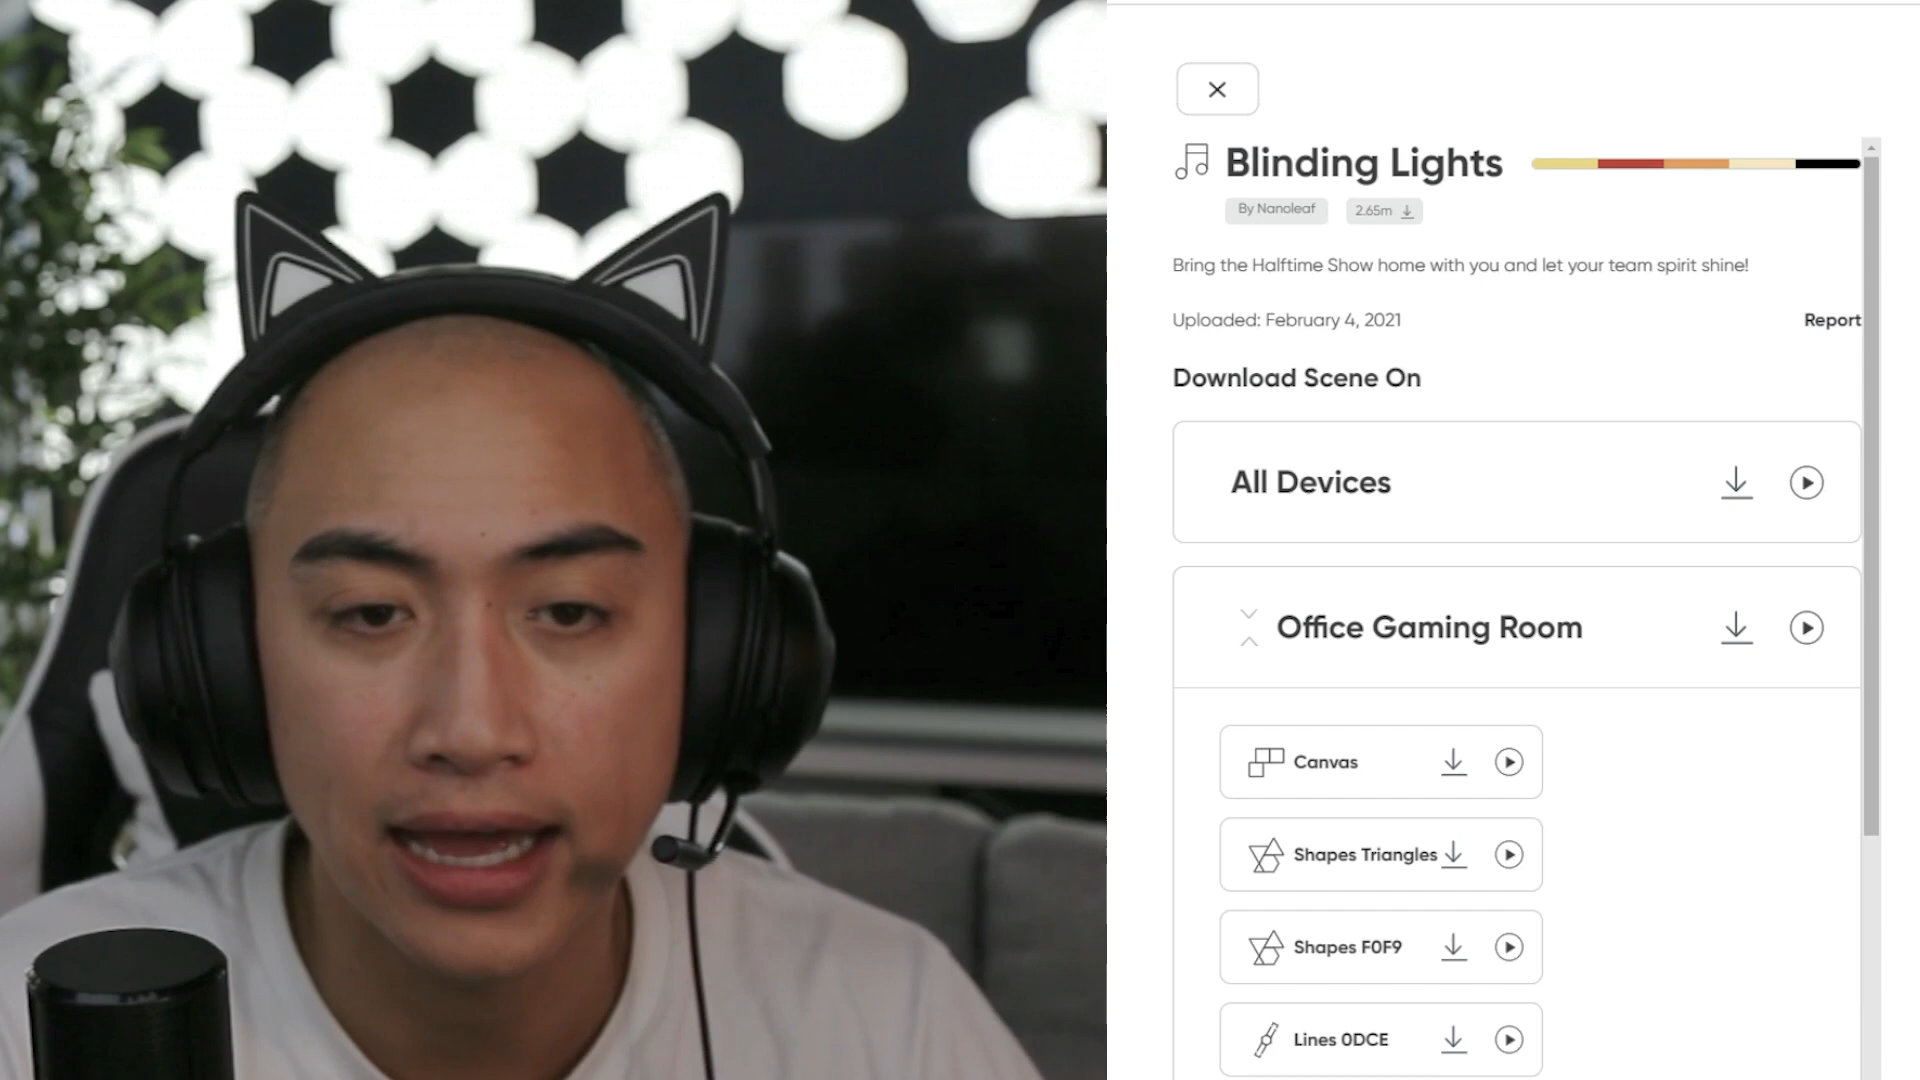 Blinding Lights
By Nanoleaf 2.65m
Bring the Halftime Show home with you and let your team spirit shine!
Uploaded: February 4, 2021 Report
Download Scene On
All Devices
Office Gaming Room
Canvas
Shapes Triangles
Shapes F0F9
Lines 0DCE